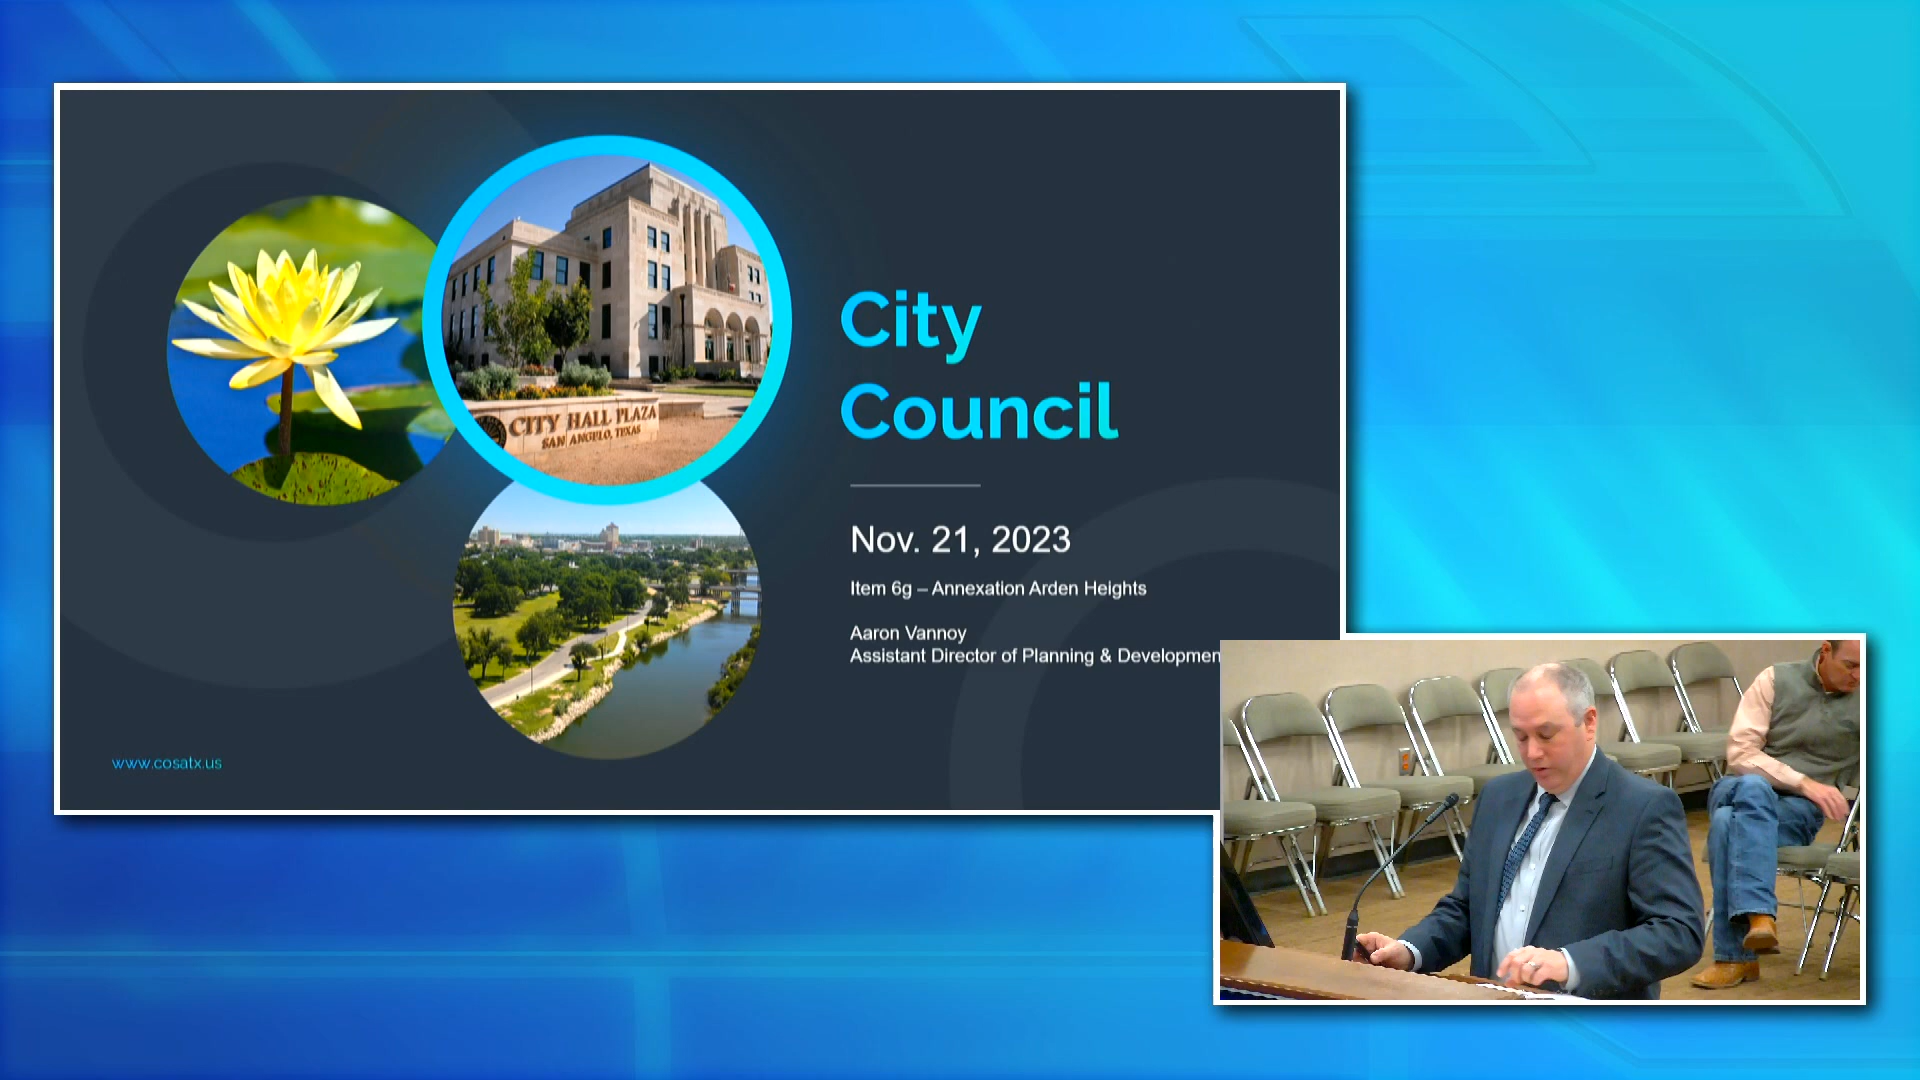 City
Council
Nov. 21, 2023
Item 6g – Annexation Arden Heights
Aaron Vannoy
Assistant Director of Planning & Developmen
CITY HALL PLAZA
SAN ANGELO, TEXAS
www.cosatx.us